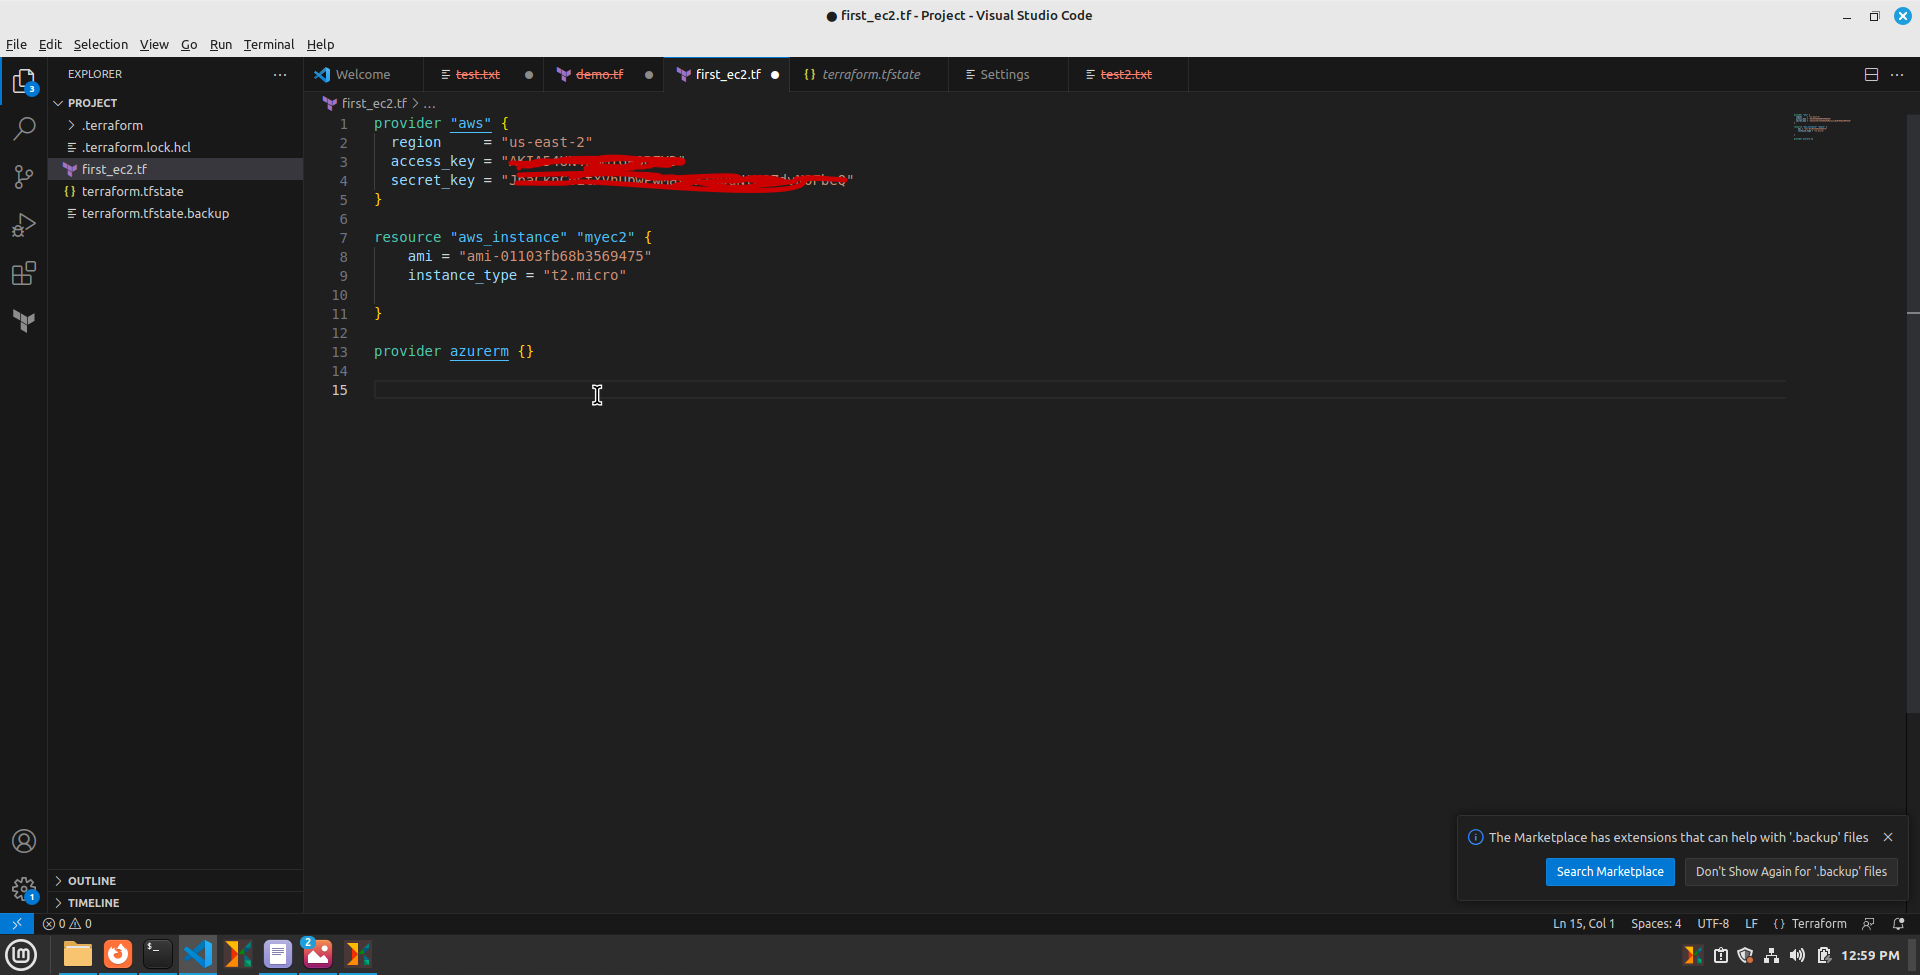 first_ec2.tf - Project - Visual Studio Code
File Edit Selection View Go Run Terminal Help
EXPLORER
Welcome test.txt demo.tf first_ec2.tf terraform.tfstate Settings test2.txt
PROJECT
.terraform
.terraform.lock.hcl
first_ec2.tf
terraform.tfstate
terraform.tfstate.backup
OUTLINE
TIMELINE
first_ec2.tf > ...
1 provider "aws" {
2 region = "us-east-2"
3 access_key = "
4 secret_key = "
5 }
6
7 resource "aws_instance" "myec2" {
8 ami = "ami-01103fb68b3569475"
9 instance_type = "t2.micro"
10
11 }
12
13 provider azurerm {}
14
15
The Marketplace has extensions that can help with '.backup' files
Search Marketplace Don't Show Again for '.backup' files
3
1
0 0 Ln 15, Col 1 Spaces: 4 UTF-8 LF {} Terraform
2
12:59 PM